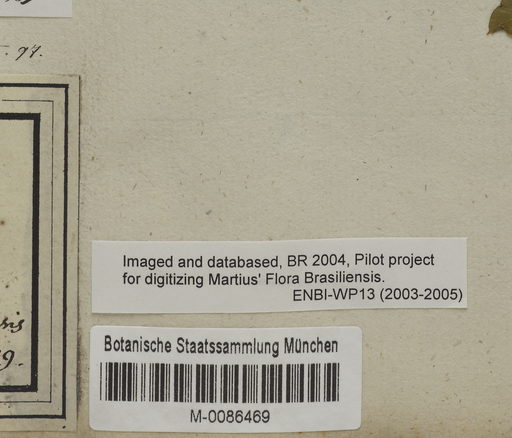 97.
Imaged and databased, BR 2004, Pilot project
for digitizing Martius' Flora Brasiliensis.
ENBI-WP13 (2003-2005)
Botanische Staatssammlung München
M-0086469